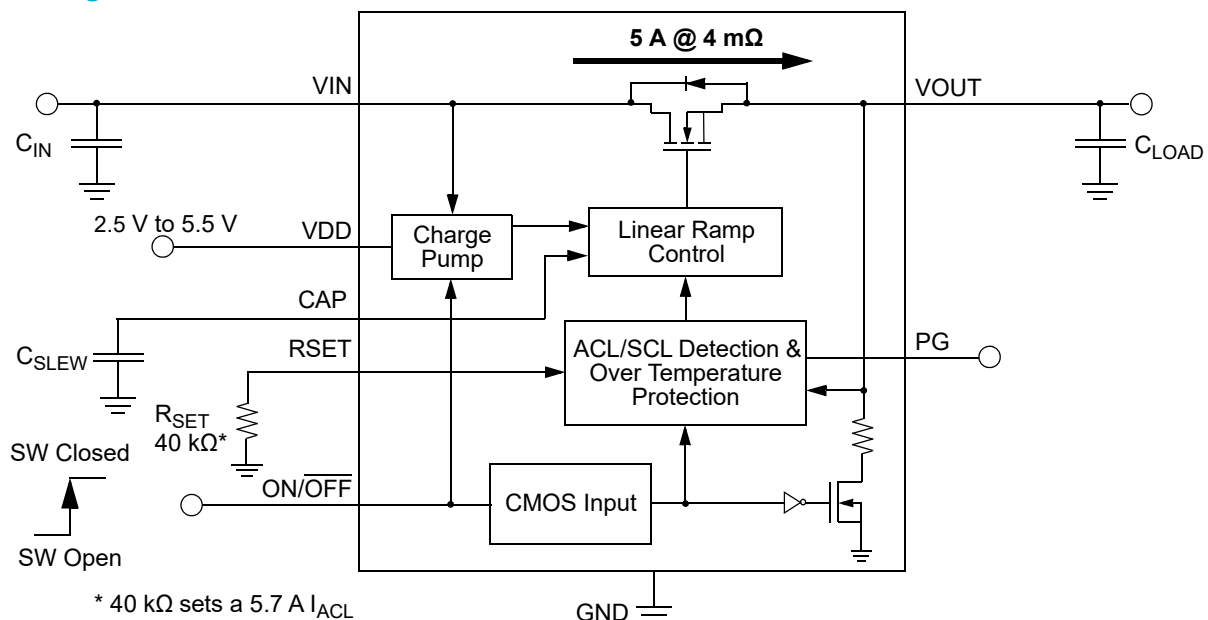 5 A @ 4 mΩ
VIN
VOUT
CIN
CLOAD
2.5 V to 5.5 V
VDD
Charge
Pump
Linear Ramp
Control
CAP
CSLEW
RSET
ACL/SCL Detection &
Over Temperature
Protection
PG
RSET
40 kΩ*
SW Closed
ON/OFF
CMOS Input
SW Open
* 40 kΩ sets a 5.7 A IACL
GND